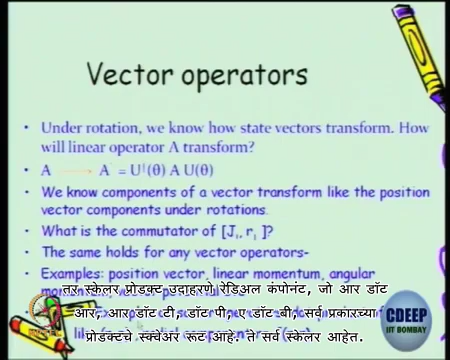 Vector operators
• Under rotation, we know how state vectors transform. How
will linear operator A transform?
• A → A = U†(θ) A U(θ)
• We know components of a vector transform like the position
vector components under rotations.
• What is the commutator of [Jᵢ, rⱼ ]?
• The same holds for any vector operators-
• Examples: position vector, linear momentum, angular
तर स्केलर प्रोडक्ट उदाहरणे रेडिअल कंपोनंट, जो आर डॉट
आर, आर डॉट टी, डॉट पी, ए डॉट बी, सर्व प्रकारच्या
प्रोडक्टचे स्क्वेअर रूट आहे. ते सर्व स्केलर आहेत.
CDEEP
IIT BOMBAY